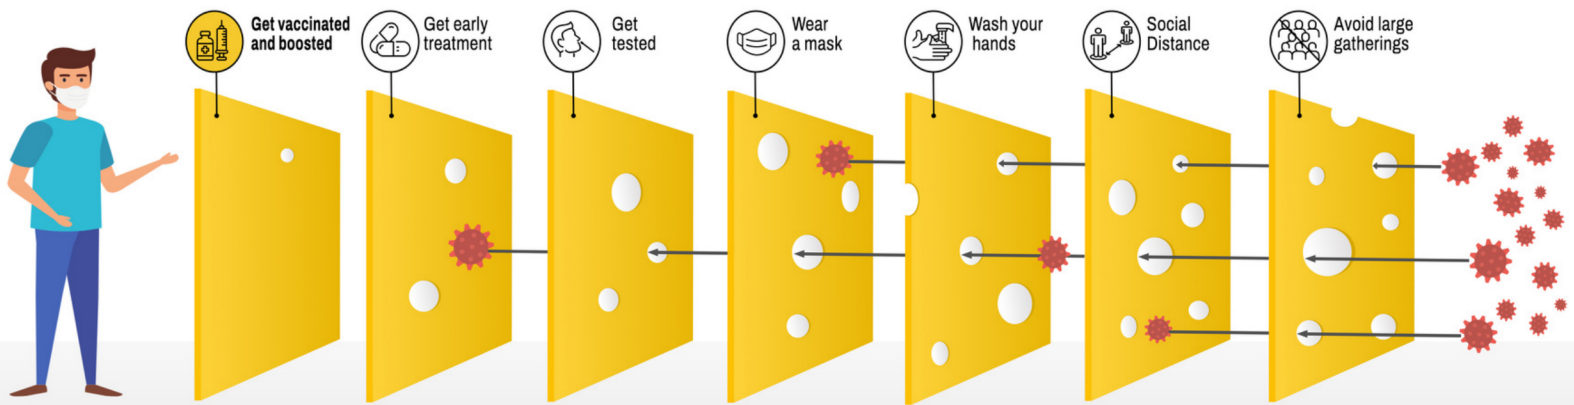 Get vaccinated
and boosted
Get early
treatment
Get
tested
Wear
a mask
Wash your
hands
Social
Distance
Avoid large
gatherings